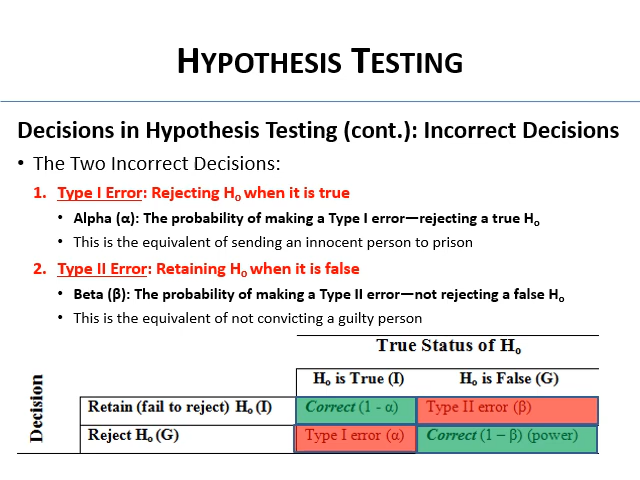 HYPOTHESIS TESTING
Decisions in Hypothesis Testing (cont.): Incorrect Decisions
• The Two Incorrect Decisions:
1. Type I Error: Rejecting Hₒ when it is true
• Alpha (α): The probability of making a Type I error—rejecting a true Hₒ
• This is the equivalent of sending an innocent person to prison
2. Type II Error: Retaining Hₒ when it is false
• Beta (β): The probability of making a Type II error—not rejecting a false Hₒ
• This is the equivalent of not convicting a guilty person
True Status of Hₒ
Hₒ is True (I) Hₒ is False (G)
Decision
Retain (fail to reject) Hₒ (I) Correct (1 - α) Type II error (β)
Reject Hₒ (G) Type I error (α) Correct (1 – β) (power)